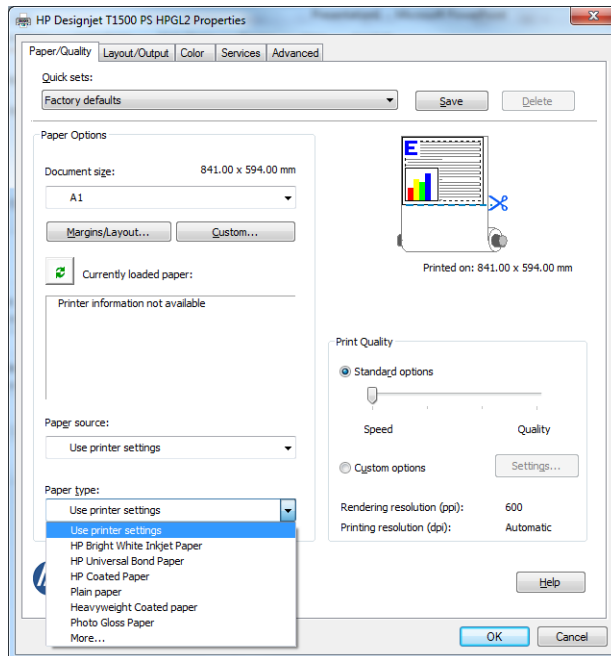 HP Designjet T1500 PS HPGL2 Properties
Paper/Quality Layout/Output Color Services Advanced
Quick sets:
Factory defaults
Save Delete
Paper Options
Document size: 841.00 x 594.00 mm
A1
Margins/Layout... Custom...
Currently loaded paper:
Printer information not available
E
Printed on: 841.00 x 594.00 mm
Paper source:
Use printer settings
Paper type:
Use printer settings
Use printer settings
HP Bright White Inkjet Paper
HP Universal Bond Paper
HP Coated Paper
Plain paper
Heavyweight Coated paper
Photo Gloss Paper
More...
Print Quality
Standard options
Speed Quality
Custom options Settings...
Rendering resolution (ppi): 600
Printing resolution (dpi): Automatic
Help
OK Cancel